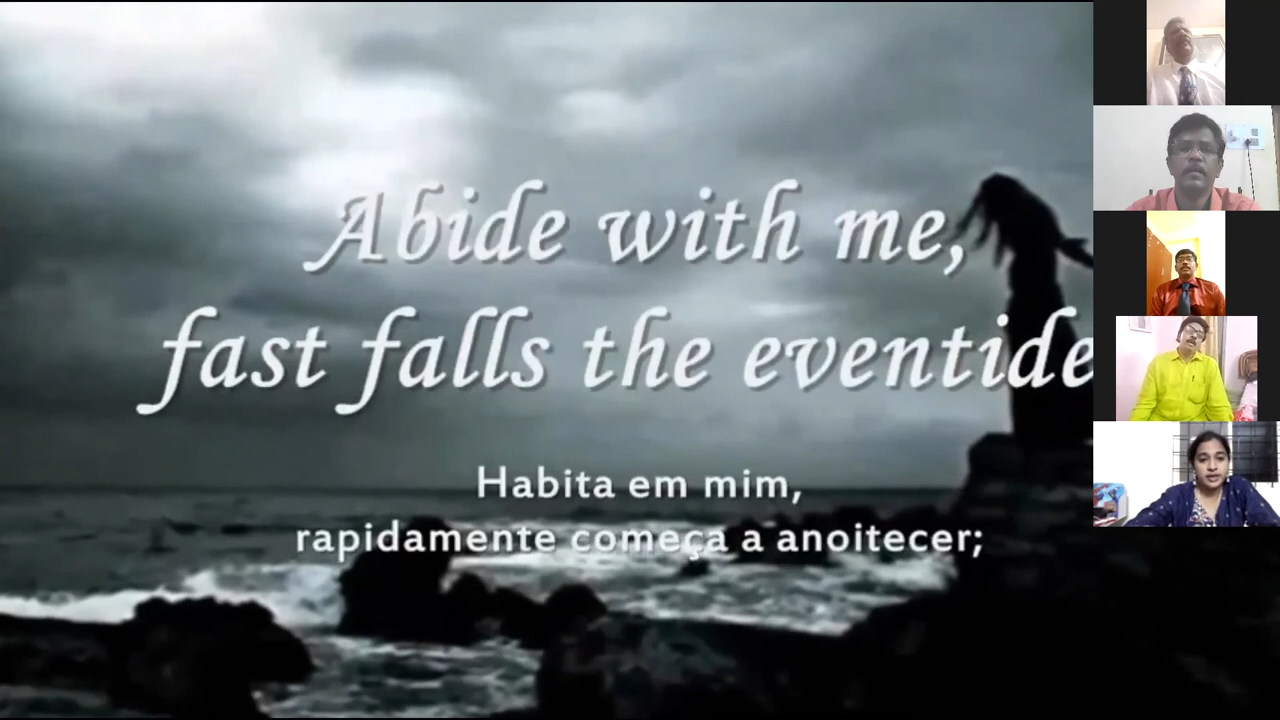 Abide with me,
fast falls the eventide
Habita em mim,
rapidamente começa a anoitecer;